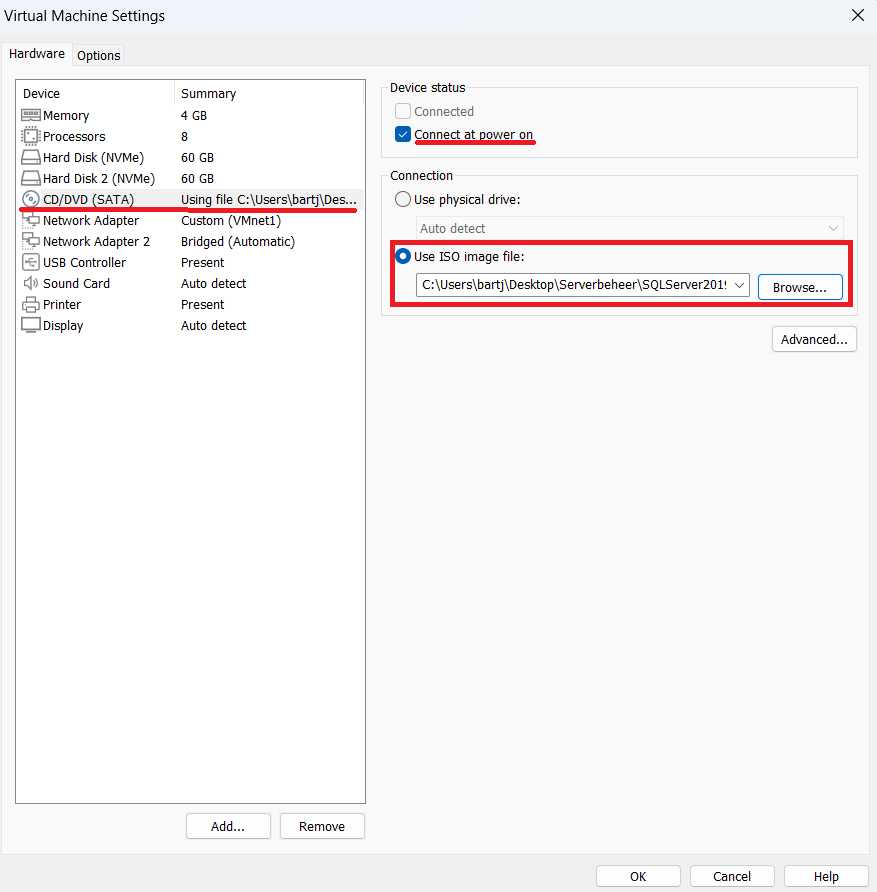 Virtual Machine Settings
Hardware Options
Device Summary
Memory 4 GB
Processors 8
Hard Disk (NVMe) 60 GB
Hard Disk 2 (NVMe) 60 GB
CD/DVD (SATA) Using file C:\Users\bartj\Des...
Network Adapter Custom (VMnet1)
Network Adapter 2 Bridged (Automatic)
USB Controller Present
Sound Card Auto detect
Printer Present
Display Auto detect
Add... Remove
Device status
Connected
Connect at power on
Connection
Use physical drive:
Auto detect
Use ISO image file:
C:\Users\bartj\Desktop\Serverbeheer\SQLServer2019 Browse...
Advanced...
OK Cancel Help